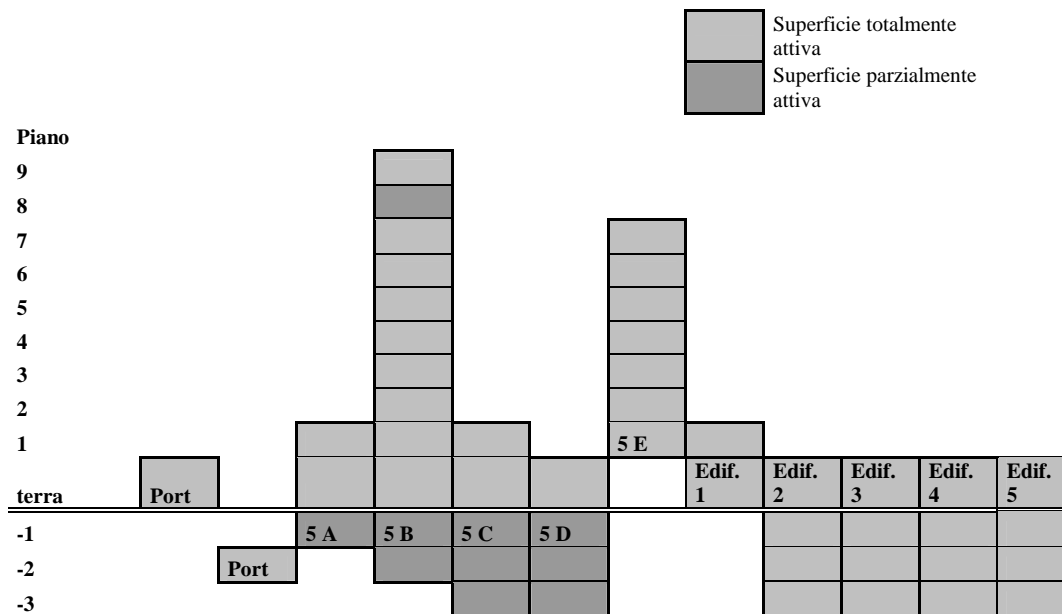 Superficie totalmente
attiva
Superficie parzialmente
attiva
Piano
9
8
7
6
5
4
3
2
1 5 E
Edif. Edif. Edif. Edif. Edif.
terra Port 1 2 3 4 5
-1 5 A 5 B 5 C 5 D
-2 Port
-3